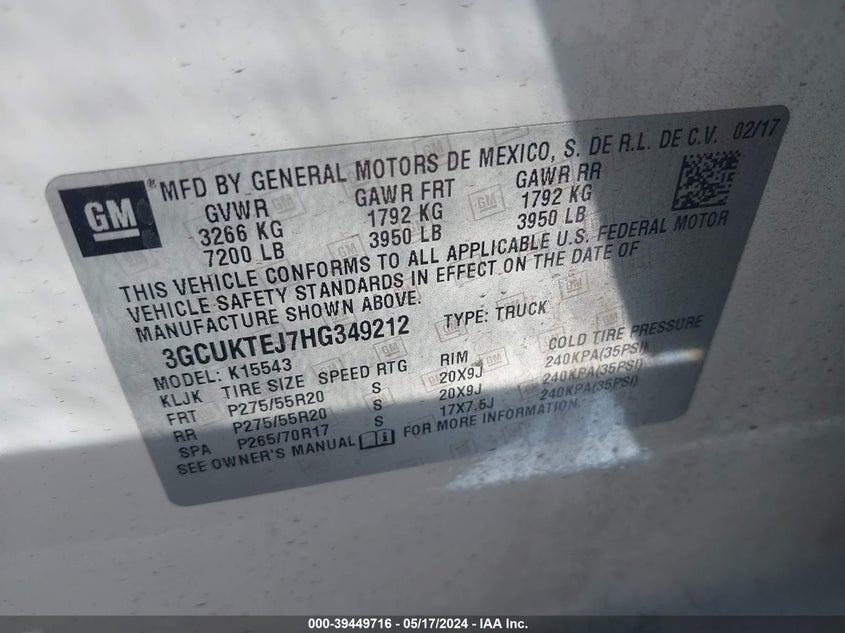 GM ® MFD BY GENERAL MOTORS DE MEXICO, S. DE R.L. DE C.V. 02/17
GVWR GAWR FRT GAWR RR
3266 KG 1792 KG 1792 KG
7200 LB 3950 LB 3950 LB
THIS VEHICLE CONFORMS TO ALL APPLICABLE U.S. FEDERAL MOTOR
VEHICLE SAFETY STANDARDS IN EFFECT ON THE DATE OF
MANUFACTURE SHOWN ABOVE.
3GCUKTEJ7HG349212 TYPE: TRUCK
MODEL: K15543
KLJK TIRE SIZE SPEED RTG RIM COLD TIRE PRESSURE
FRT P275/55R20 S 20X9J 240KPA(35PSI)
RR P275/55R20 S 20X9J 240KPA(35PSI)
SPA P265/70R17 S 17X7.5J 240KPA(35PSI)
SEE OWNER'S MANUAL FOR MORE INFORMATION.
000-39449716 - 05/17/2024 - IAA Inc.